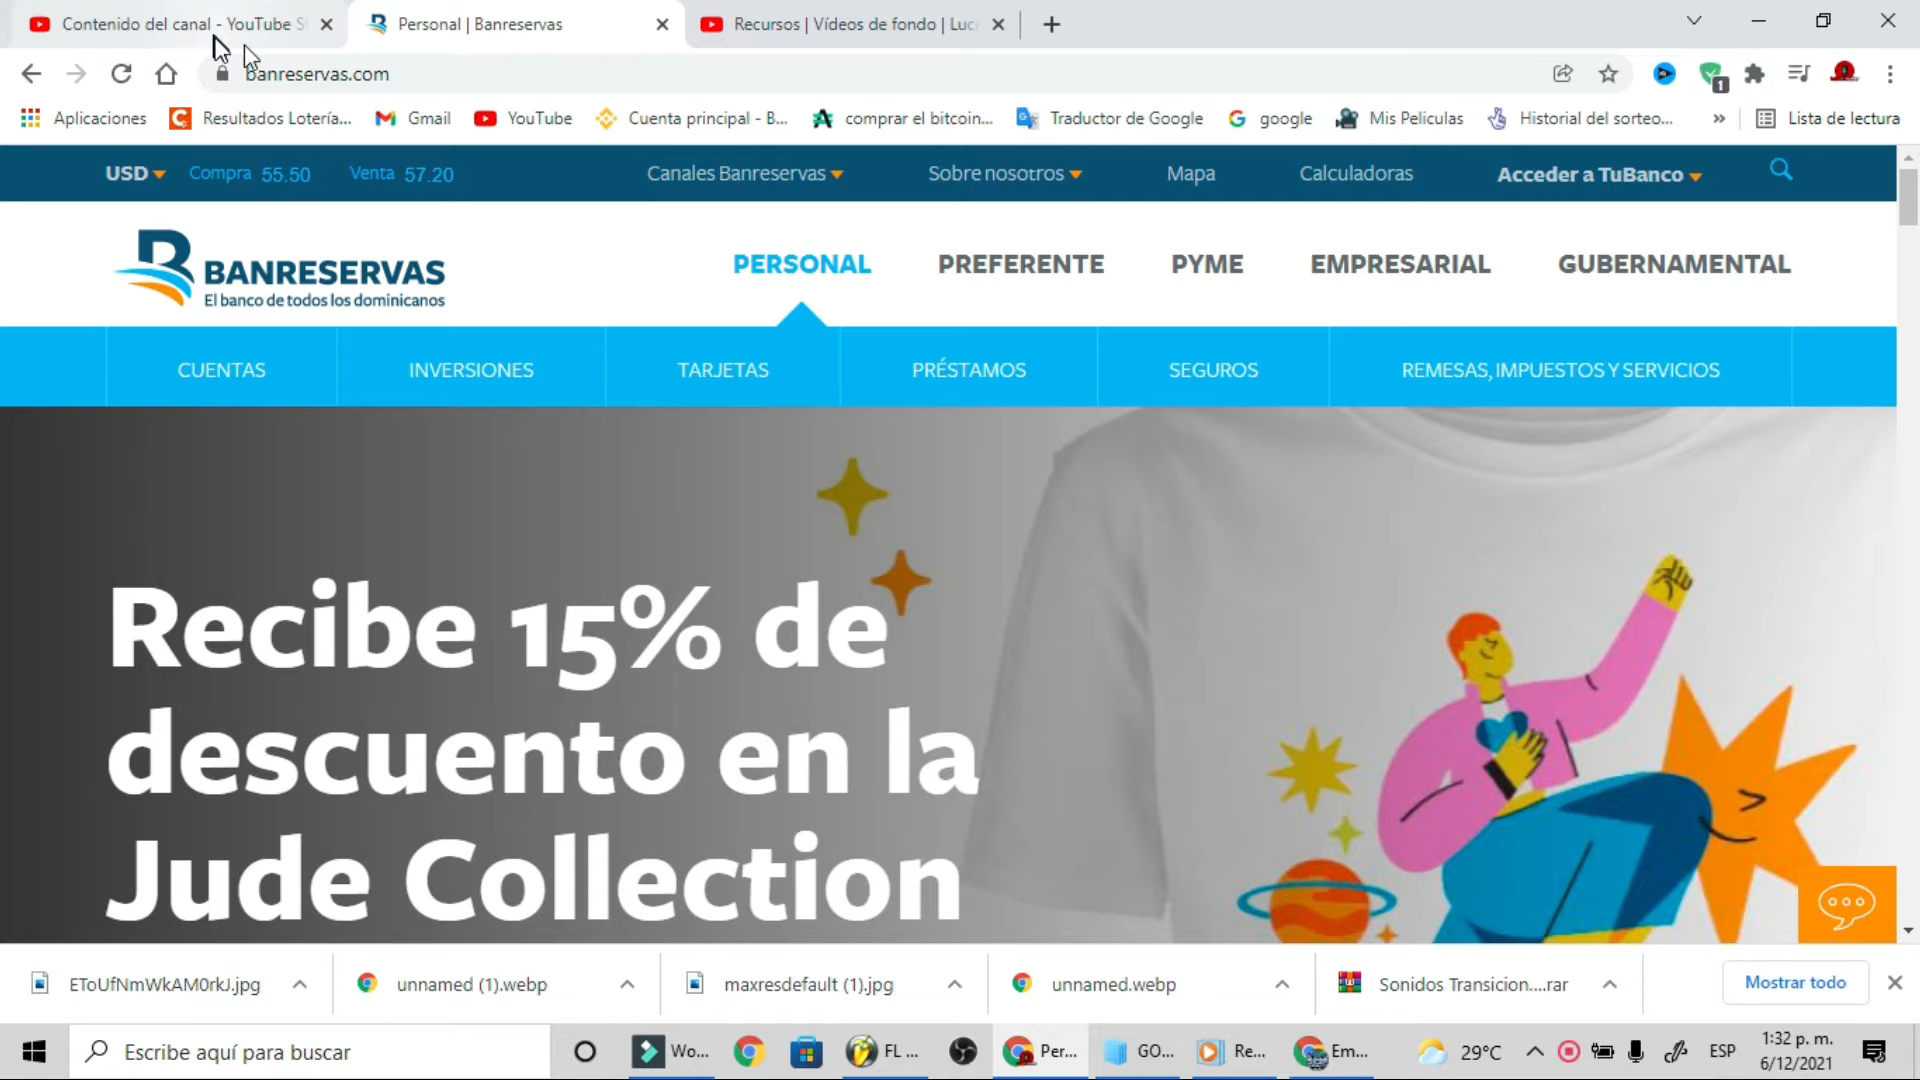 Contenido del canal - YouTube S
Personal | Banreservas
Recursos | Vídeos de fondo | Luc
banreservas.com
1
Aplicaciones
Resultados Lotería...
Gmail
YouTube
Cuenta principal - B...
comprar el bitcoin...
Traductor de Google
google
Mis Peliculas
Historial del sorteo...
»
Lista de lectura
USD
Compra 55.50
Venta 57.20
Canales Banreservas
Sobre nosotros
Mapa
Calculadoras
Acceder a TuBanco
BANRESERVAS
El banco de todos los dominicanos
PERSONAL
PREFERENTE
PYME
EMPRESARIAL
GUBERNAMENTAL
CUENTAS
INVERSIONES
TARJETAS
PRÉSTAMOS
SEGUROS
REMESAS, IMPUESTOS Y SERVICIOS
Recibe 15% de
descuento en la
Jude Collection
EToUfNmWkAM0rkJ.jpg
unnamed (1).webp
maxresdefault (1).jpg
unnamed.webp
Sonidos Transicion....rar
Mostrar todo
Escribe aquí para buscar
Wo...
FL ...
Per...
GO...
Re...
Em...
29°C
ESP
1:32 p. m.
6/12/2021